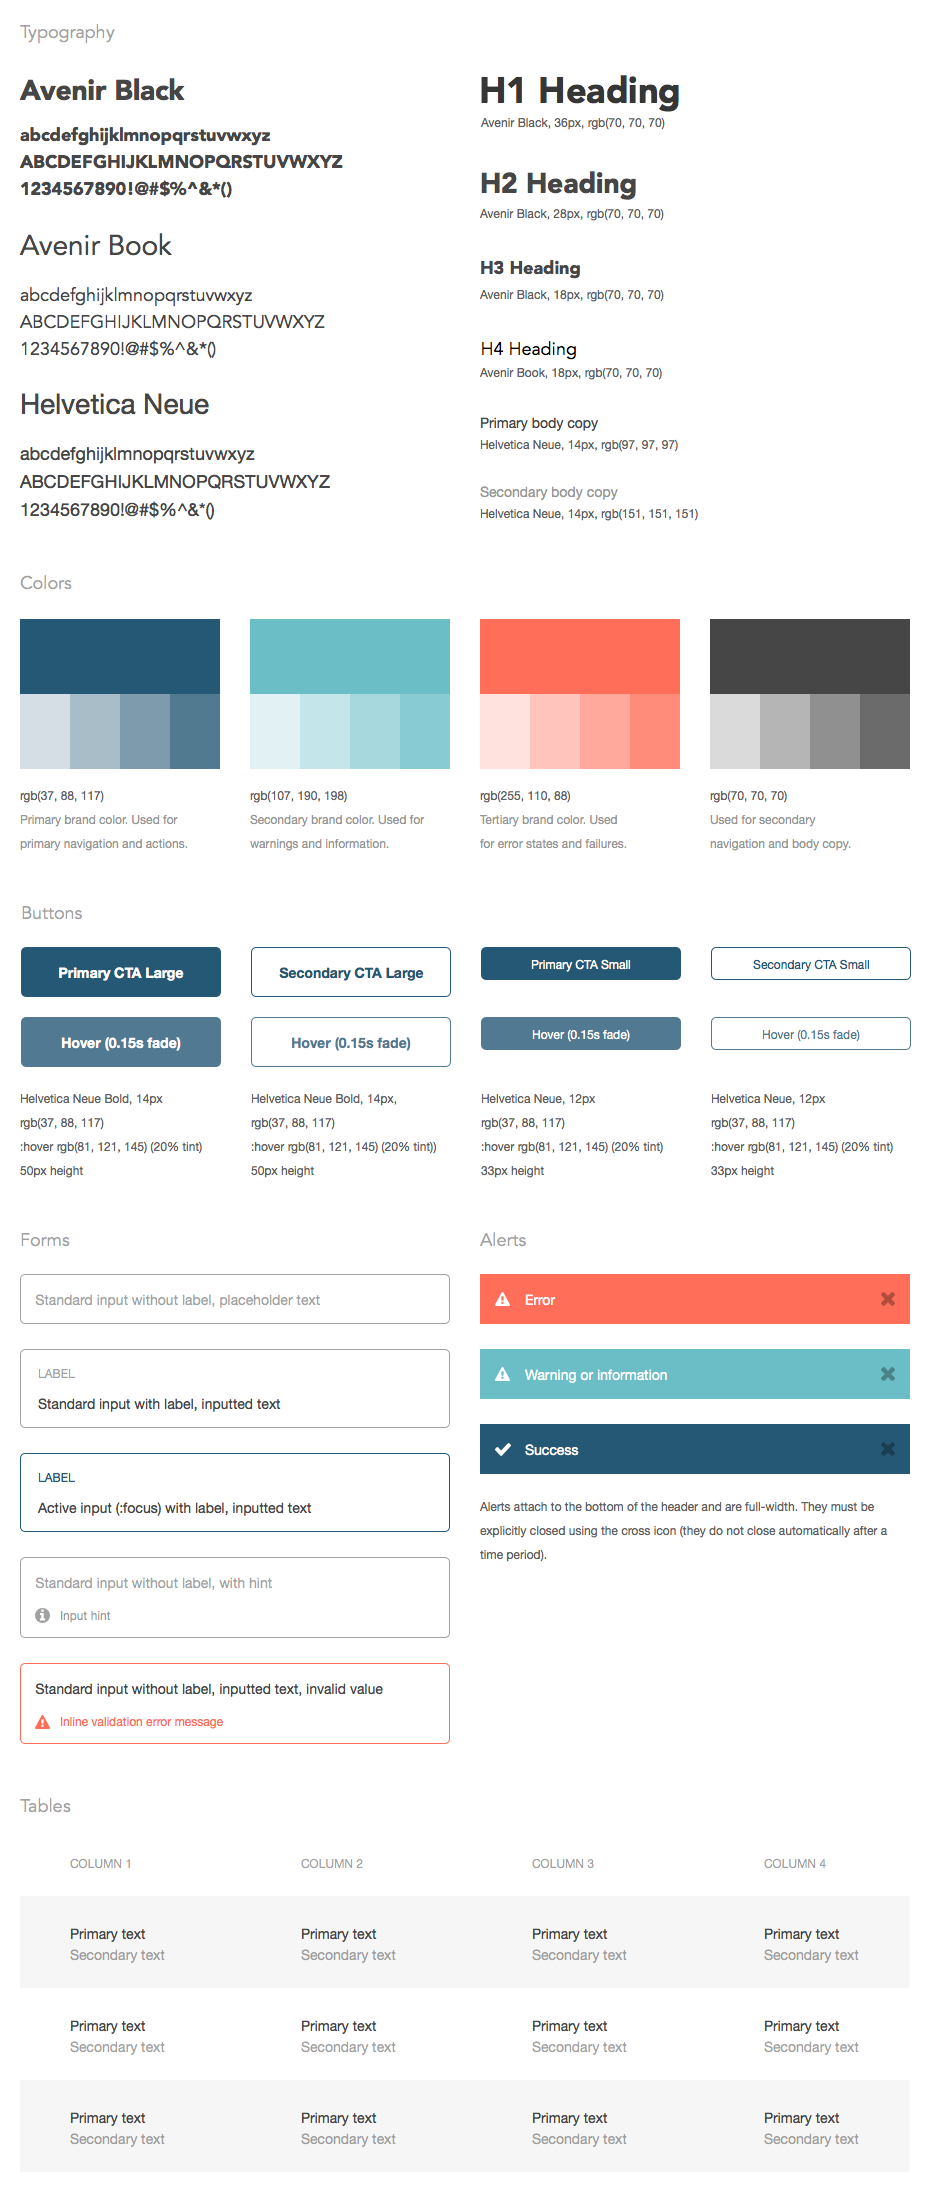 Typography
Avenir Black
abcdefghijklmnopqrstuvwxyz
ABCDEFGHIJKLMNOPQRSTUVWXYZ
1234567890!@#$%^&*()
Avenir Book
abcdefghijklmnopqrstuvwxyz
ABCDEFGHIJKLMNOPQRSTUVWXYZ
1234567890!@#$%^&*()
Helvetica Neue
abcdefghijklmnopqrstuvwxyz
ABCDEFGHIJKLMNOPQRSTUVWXYZ
1234567890!@#$%^&*()
H1 Heading
Avenir Black, 36px, rgb(70, 70, 70)
H2 Heading
Avenir Black, 28px, rgb(70, 70, 70)
H3 Heading
Avenir Black, 18px, rgb(70, 70, 70)
H4 Heading
Avenir Book, 18px, rgb(70, 70, 70)
Primary body copy
Helvetica Neue, 14px, rgb(97, 97, 97)
Secondary body copy
Helvetica Neue, 14px, rgb(151, 151, 151)
Colors
rgb(37, 88, 117)
Primary brand color. Used for
primary navigation and actions.
rgb(107, 190, 198)
Secondary brand color. Used for
warnings and information.
rgb(255, 110, 88)
Tertiary brand color. Used
for error states and failures.
rgb(70, 70, 70)
Used for secondary
navigation and body copy.
Buttons
Primary CTA Large
Hover (0.15s fade)
Helvetica Neue Bold, 14px
rgb(37, 88, 117)
:hover rgb(81, 121, 145) (20% tint)
50px height
Secondary CTA Large
Hover (0.15s fade)
Helvetica Neue Bold, 14px,
rgb(37, 88, 117)
:hover rgb(81, 121, 145) (20% tint))
50px height
Primary CTA Small
Hover (0.15s fade)
Helvetica Neue, 12px
rgb(37, 88, 117)
:hover rgb(81, 121, 145) (20% tint)
33px height
Secondary CTA Small
Hover (0.15s fade)
Helvetica Neue, 12px
rgb(37, 88, 117)
:hover rgb(81, 121, 145) (20% tint)
33px height
Forms
Standard input without label, placeholder text
LABEL
Standard input with label, inputted text
LABEL
Active input (:focus) with label, inputted text
Standard input without label, with hint
Input hint
Standard input without label, inputted text, invalid value
Inline validation error message
Alerts
Error
Warning or information
Success
Alerts attach to the bottom of the header and are full-width. They must be
explicitly closed using the cross icon (they do not close automatically after a
time period).
Tables
COLUMN 1 COLUMN 2 COLUMN 3 COLUMN 4
Primary text Primary text Primary text Primary text
Secondary text Secondary text Secondary text Secondary text
Primary text Primary text Primary text Primary text
Secondary text Secondary text Secondary text Secondary text
Primary text Primary text Primary text Primary text
Secondary text Secondary text Secondary text Secondary text